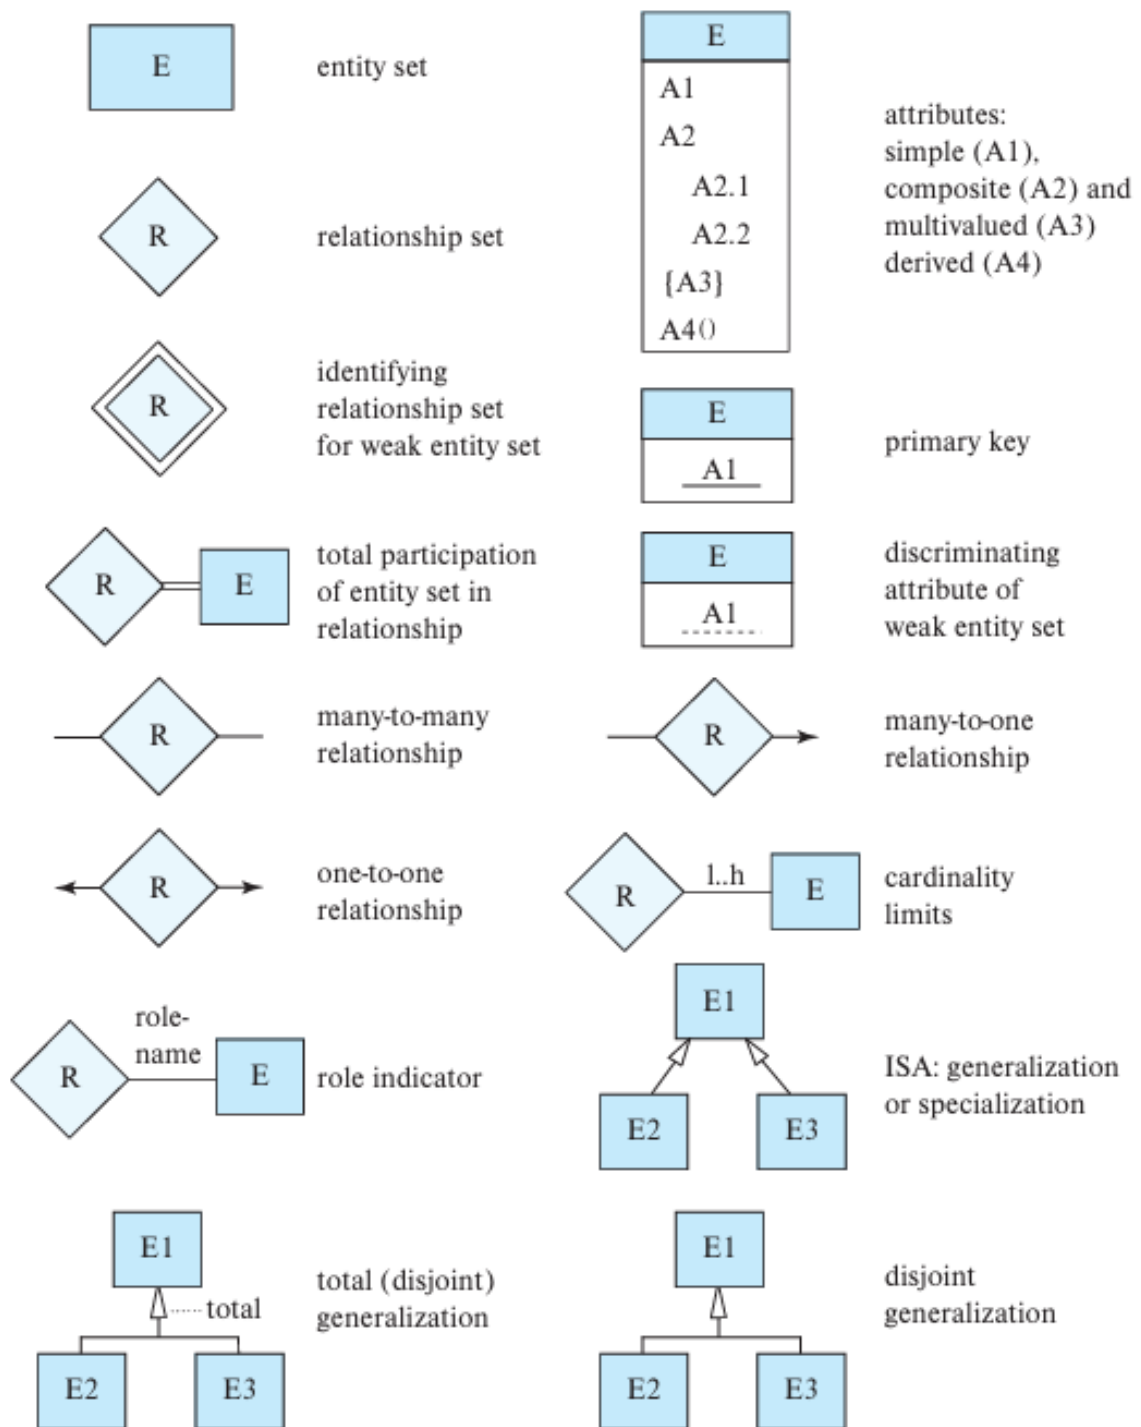 E
entity set
R
relationship set
R
identifying
relationship set
for weak entity set
R
E
total participation
of entity set in
relationship
R
many-to-many
relationship
R
one-to-one
relationship
R
role-
name
E
role indicator
E1
total
E2
E3
total (disjoint)
generalization
E
A1
A2
A2.1
A2.2
{A3}
A4()
attributes:
simple (A1),
composite (A2) and
multivalued (A3)
derived (A4)
E
A1
primary key
E
A1
discriminating
attribute of
weak entity set
R
many-to-one
relationship
R
l..h
E
cardinality
limits
E1
E2
E3
ISA: generalization
or specialization
E1
E2
E3
disjoint
generalization